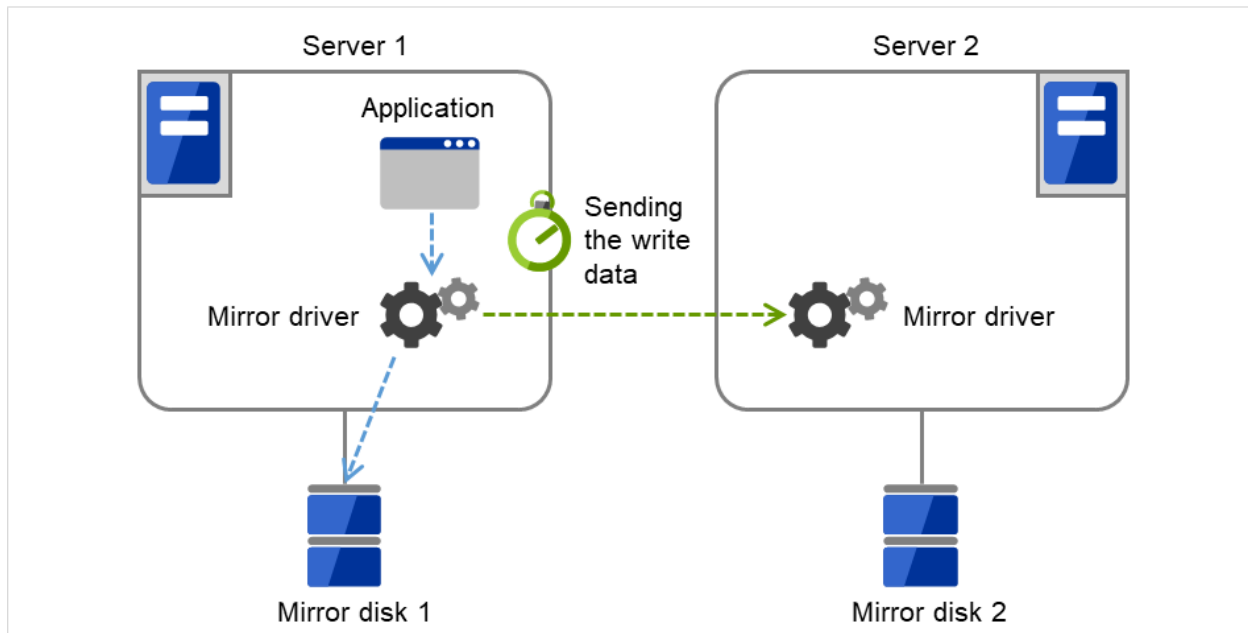 Server 1
Server 2
Application
Sending
the write
data
Mirror driver
Mirror driver
Mirror disk 1
Mirror disk 2